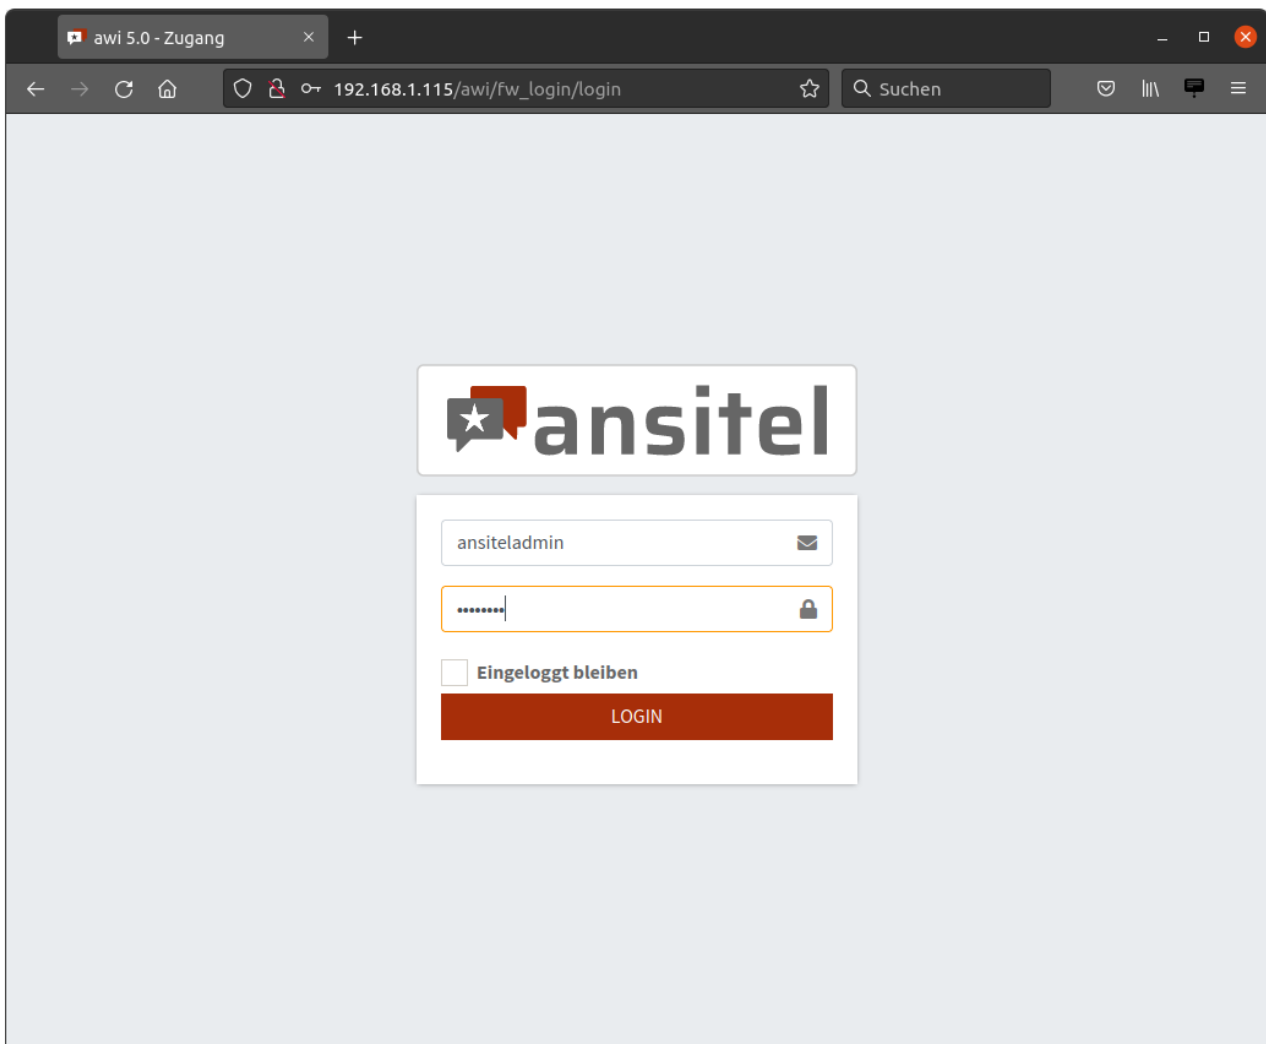 awi 5.0 - Zugang
192.168.1.115/awi/fw_login/login
Suchen
ansitel
ansiteladmin
••••••••
Eingeloggt bleiben
LOGIN